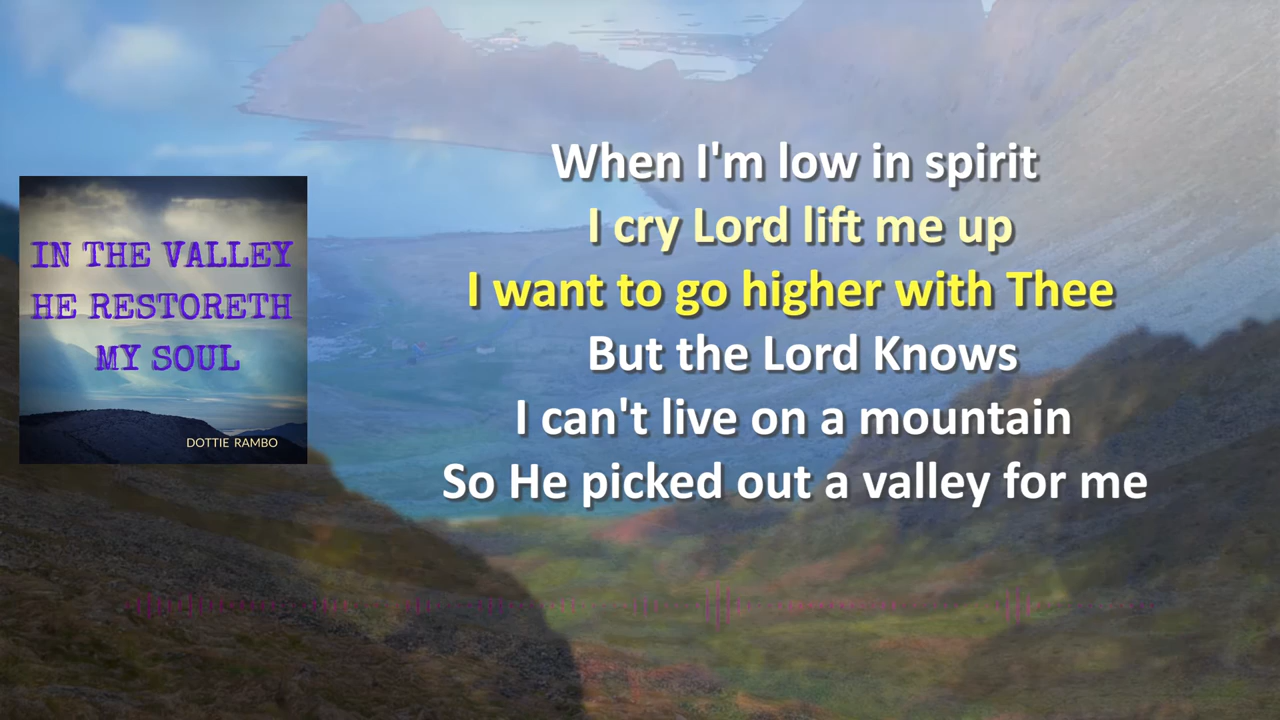 IN THE VALLEY
HE RESTORETH
MY SOUL
DOTTIE RAMBO
When I'm low in spirit
I cry Lord lift me up
I want to go higher with Thee
But the Lord Knows
I can't live on a mountain
So He picked out a valley for me